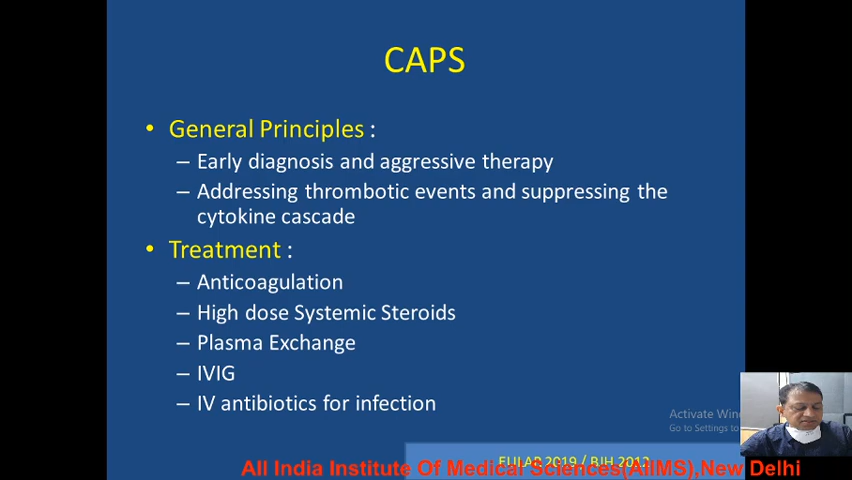 CAPS
• General Principles :
– Early diagnosis and aggressive therapy
– Addressing thrombotic events and suppressing the
cytokine cascade
• Treatment :
– Anticoagulation
– High dose Systemic Steroids
– Plasma Exchange
– IVIG
– IV antibiotics for infection
Activate Win
Go to Settings to
EULAR 2019 / BJH 2012
All India Institute Of Medical Sciences(AIIMS),New Delhi